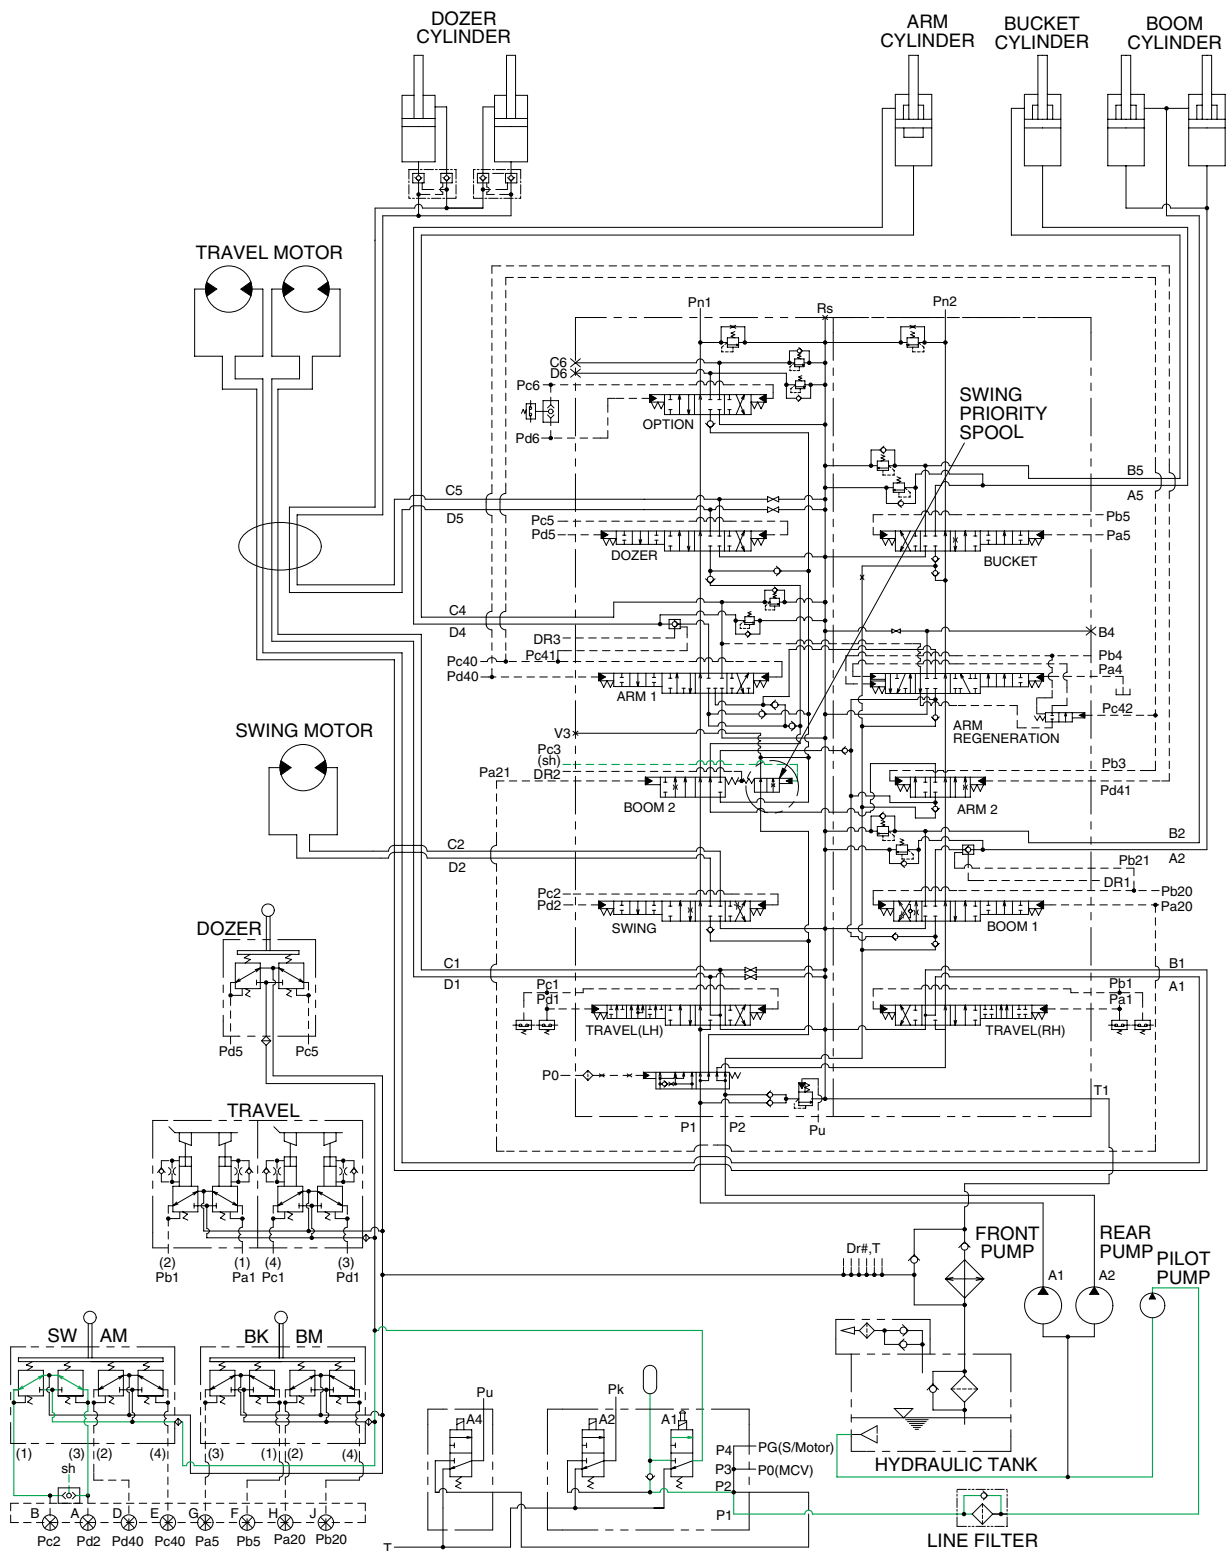 DOZER
CYLINDER
ARM
CYLINDER
BUCKET
CYLINDER
BOOM
CYLINDER
TRAVEL MOTOR
Pn1
Rs
Pn2
C6
D6
Pc6
Pd6
OPTION
SWING
PRIORITY
SPOOL
C5
D5
Pc5
Pd5
DOZER
B5
A5
Pb5
Pa5
BUCKET
C4
D4
DR3
Pc41
Pc40
Pd40
ARM 1
B4
Pb4
Pa4
Pc42
ARM
REGENERATION
SWING MOTOR
V3
Pc3
(sh)
DR2
Pa21
BOOM 2
Pb3
Pd41
ARM 2
C2
D2
B2
A2
Pb21
DR1
Pc2
Pd2
SWING
Pb20
Pa20
BOOM 1
DOZER
Pd5
Pc5
C1
D1
B1
A1
Pc1
Pd1
TRAVEL(LH)
Pb1
Pa1
TRAVEL(RH)
P0
T1
P1
P2
Pu
TRAVEL
(2)
Pb1
(1)
Pa1
(4)
Pc1
(3)
Pd1
Dr#,T
FRONT
PUMP
REAR
PUMP
PILOT
PUMP
A1
A2
SW
AM
BK
BM
(1)
(3)
(2)
(4)
(3)
(1)
(2)
(4)
sh
B
A
D
E
G
F
H
J
Pc2
Pd2
Pd40
Pc40
Pa5
Pb5
Pa20
Pb20
Pu
A4
Pk
A2
A1
P4
P3
P2
P1
PG(S/Motor)
P0(MCV)
T
HYDRAULIC TANK
LINE FILTER